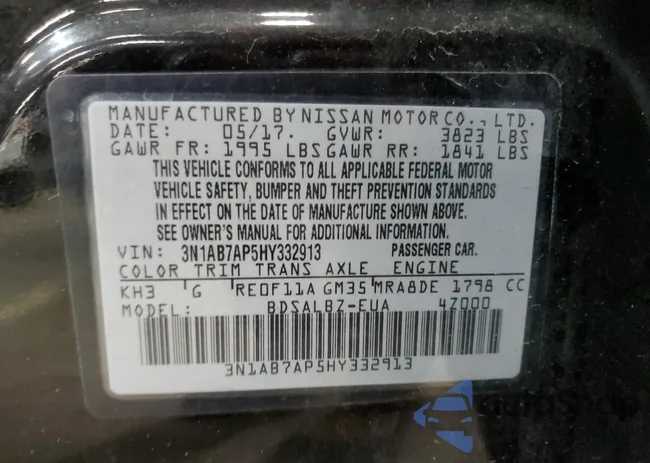 MANUFACTURED BY NISSAN MOTOR CO., LTD.
DATE: 05/17. GVWR: 3823 LBS
GAWR FR: 1995 LBS GAWR RR: 1841 LBS
THIS VEHICLE CONFORMS TO ALL APPLICABLE FEDERAL MOTOR
VEHICLE SAFETY, BUMPER AND THEFT PREVENTION STANDARDS
IN EFFECT ON THE DATE OF MANUFACTURE SHOWN ABOVE.
SEE OWNER'S MANUAL FOR ADDITIONAL INFORMATION.
VIN: 3N1AB7AP5HY332913 PASSENGER CAR.
COLOR TRIM TRANS AXLE ENGINE
KH3 G RE0F11A GM35 MRA8DE 1798 CC
MODEL: BDSALBZ-EUA 4Z000
3N1AB7AP5HY332913